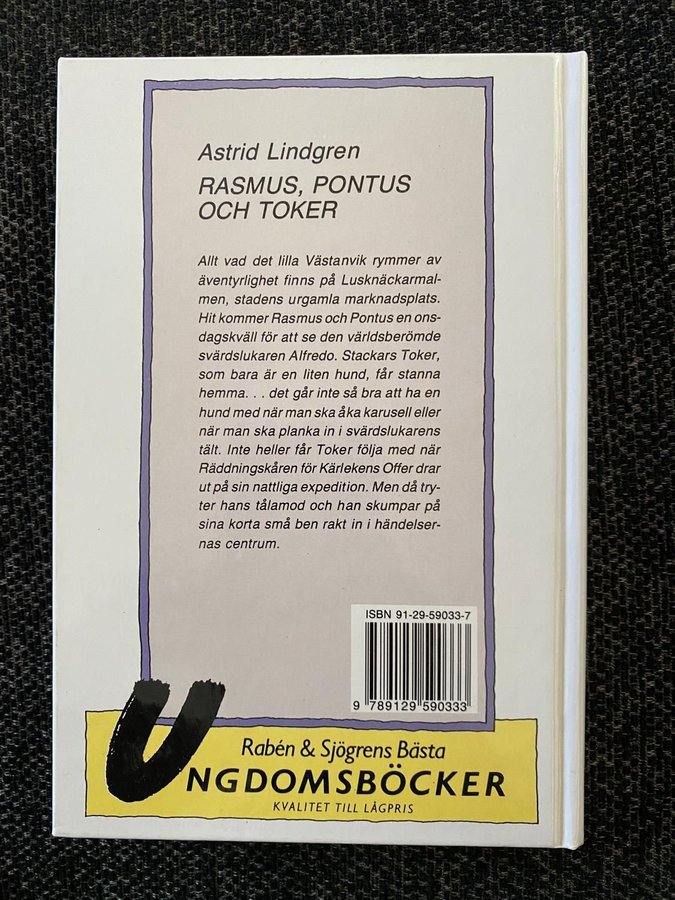 Astrid Lindgren
RASMUS, PONTUS
OCH TOKER
Allt vad det lilla Västanvik rymmer av
äventyrlighet finns på Lusknäckarmal-
men, stadens urgamla marknadsplats.
Hit kommer Rasmus och Pontus en ons-
dagskväll för att se den världsberömde
svärdslukaren Alfredo. Stackars Toker,
som bara är en liten hund, får stanna
hemma. . . det går inte så bra att ha en
hund med när man ska åka karusell eller
när man ska planka in i svärdslukarens
tält. Inte heller får Toker följa med när
Räddningskåren för Kärlekens Offer drar
ut på sin nattliga expedition. Men då try-
ter hans tålamod och han skumpar på
sina korta små ben rakt in i händelser-
nas centrum.
ISBN 91-29-59033-7
9 789129 590333
Rabén & Sjögrens Bästa
UNGDOMSBÖCKER
KVALITET TILL LÅGPRIS